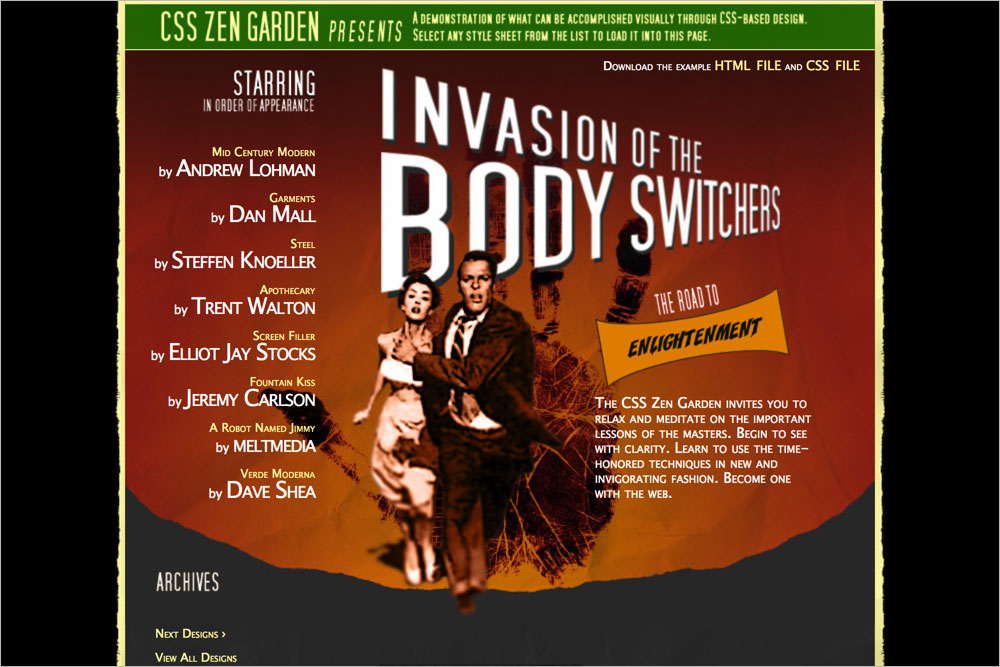 CSS ZEN GARDEN PRESENTS
A DEMONSTRATION OF WHAT CAN BE ACCOMPLISHED VISUALLY THROUGH CSS-BASED DESIGN.
SELECT ANY STYLE SHEET FROM THE LIST TO LOAD IT INTO THIS PAGE.
DOWNLOAD THE EXAMPLE HTML FILE AND CSS FILE
STARRING
IN ORDER OF APPEARANCE
MID CENTURY MODERN
by ANDREW LOHMAN
GARMENTS
by DAN MALL
STEEL
by STEFFEN KNOELLER
APOTHECARY
by TRENT WALTON
SCREEN FILLER
by ELLIOT JAY STOCKS
FOUNTAIN KISS
by JEREMY CARLSON
A ROBOT NAMED JIMMY
by MELTMEDIA
VERDE MODERNA
by DAVE SHEA
INVASION OF THE
BODY SWITCHERS
THE ROAD TO
ENLIGHTENMENT
THE CSS ZEN GARDEN INVITES YOU TO
RELAX AND MEDITATE ON THE IMPORTANT
LESSONS OF THE MASTERS. BEGIN TO SEE
WITH CLARITY. LEARN TO USE THE TIME-
HONORED TECHNIQUES IN NEW AND
INVIGORATING FASHION. BECOME ONE
WITH THE WEB.
ARCHIVES
NEXT DESIGNS ›
VIEW ALL DESIGNS